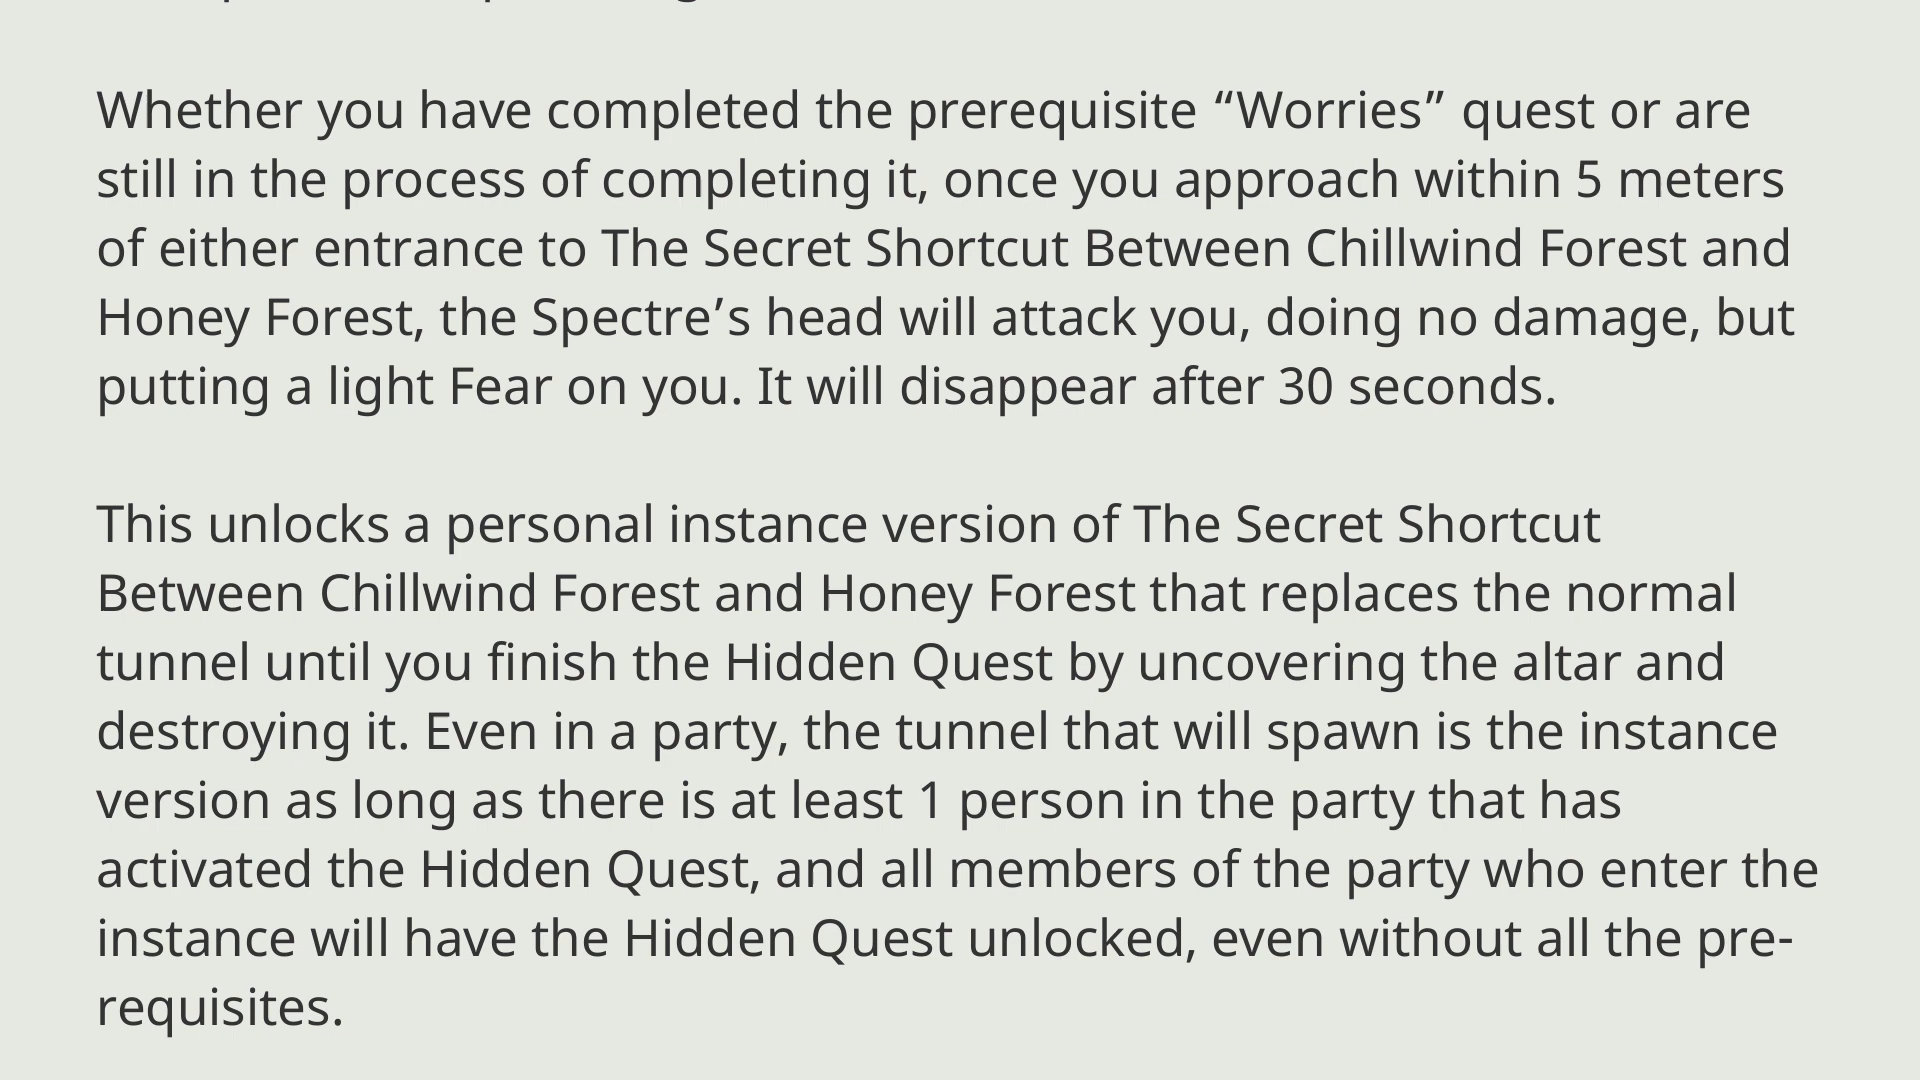 Whether you have completed the prerequisite “Worries” quest or are
still in the process of completing it, once you approach within 5 meters
of either entrance to The Secret Shortcut Between Chillwind Forest and
Honey Forest, the Spectre’s head will attack you, doing no damage, but
putting a light Fear on you. It will disappear after 30 seconds.
This unlocks a personal instance version of The Secret Shortcut
Between Chillwind Forest and Honey Forest that replaces the normal
tunnel until you finish the Hidden Quest by uncovering the altar and
destroying it. Even in a party, the tunnel that will spawn is the instance
version as long as there is at least 1 person in the party that has
activated the Hidden Quest, and all members of the party who enter the
instance will have the Hidden Quest unlocked, even without all the pre-
requisites.